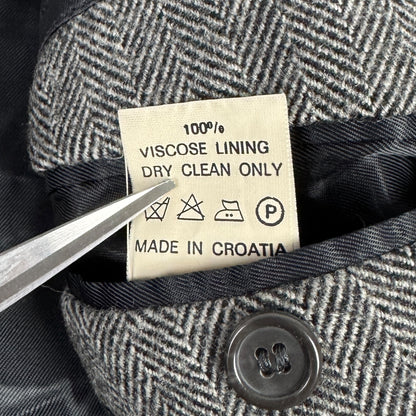 100%
VISCOSE LINING
DRY CLEAN ONLY
P
MADE IN CROATIA